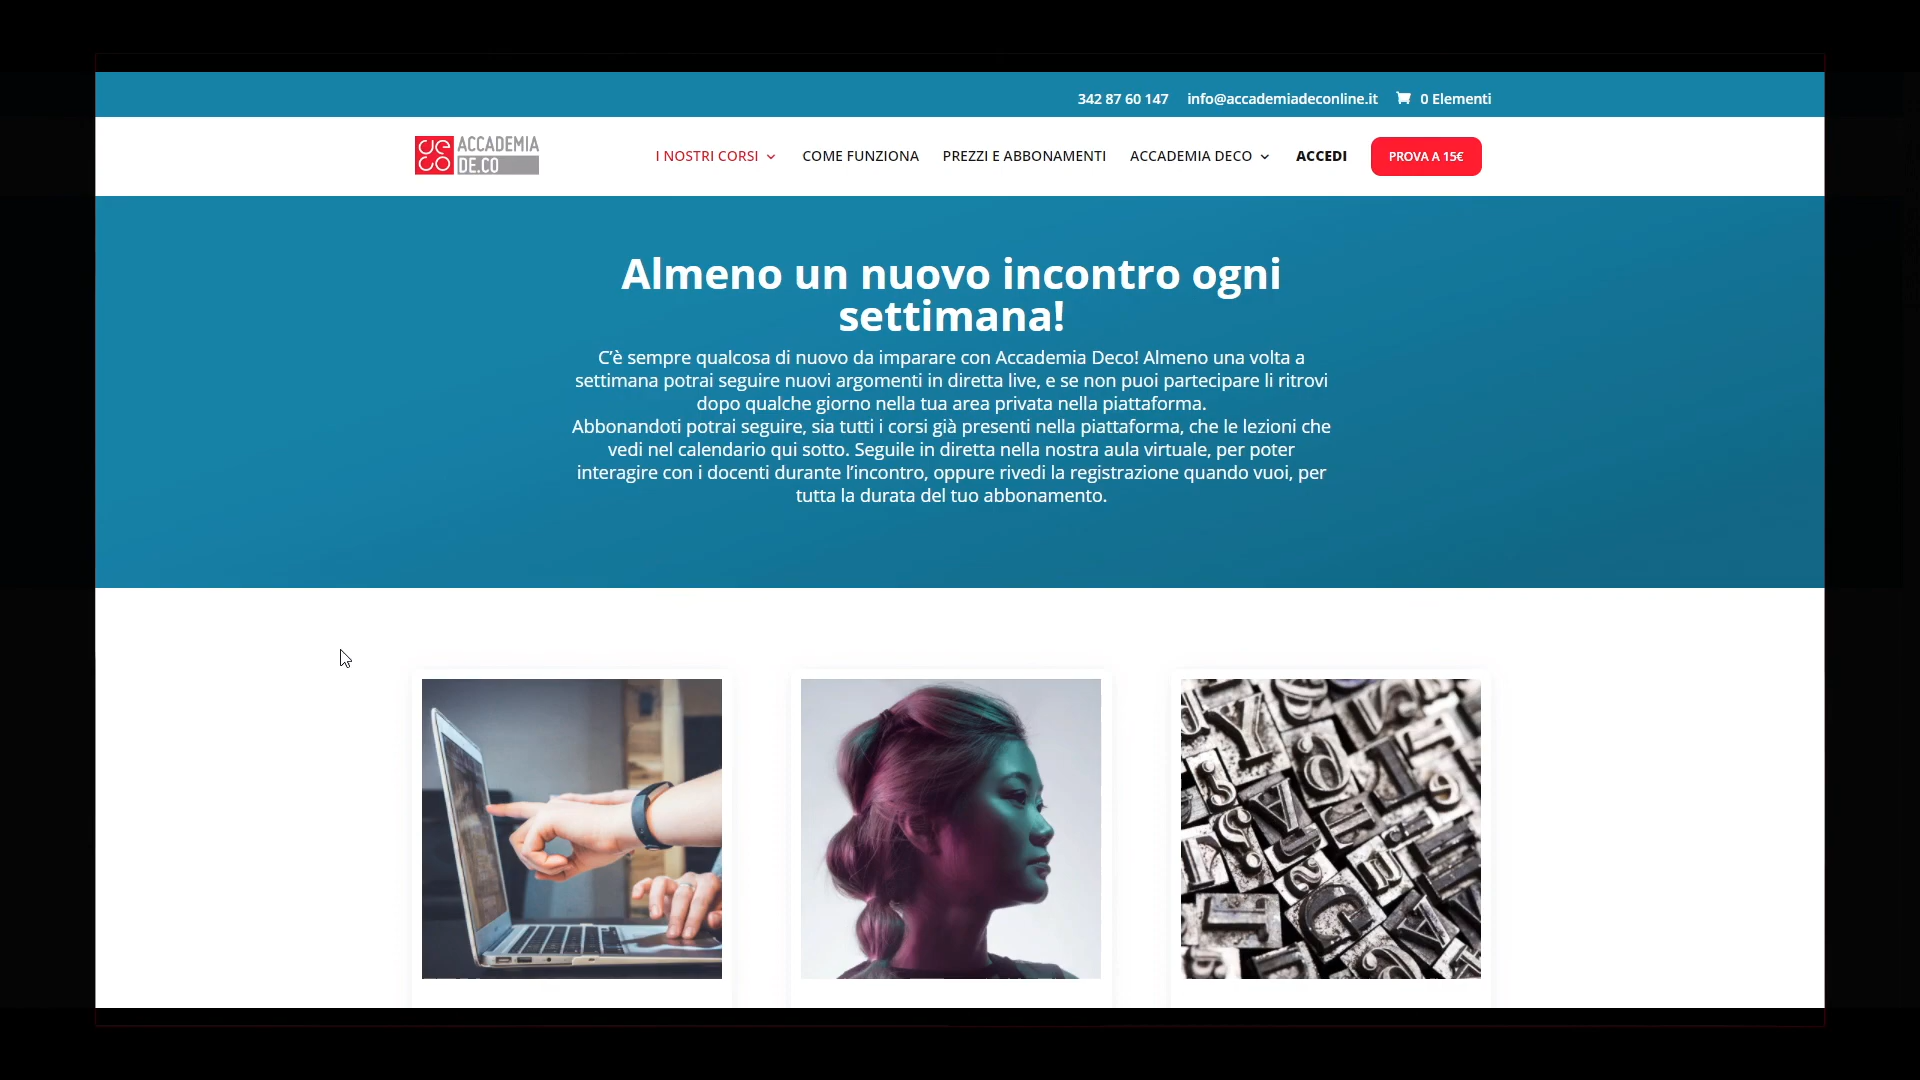 342 87 60 147 info@accademiadeconline.it 0 Elementi
ACCADEMIA
DE.CO
I NOSTRI CORSI COME FUNZIONA PREZZI E ABBONAMENTI ACCADEMIA DECO ACCEDI PROVA A 15€
Almeno un nuovo incontro ogni
settimana!
C’è sempre qualcosa di nuovo da imparare con Accademia Deco! Almeno una volta a
settimana potrai seguire nuovi argomenti in diretta live, e se non puoi partecipare li ritrovi
dopo qualche giorno nella tua area privata nella piattaforma.
Abbonandoti potrai seguire, sia tutti i corsi già presenti nella piattaforma, che le lezioni che
vedi nel calendario qui sotto. Seguile in diretta nella nostra aula virtuale, per poter
interagire con i docenti durante l’incontro, oppure rivedi la registrazione quando vuoi, per
tutta la durata del tuo abbonamento.